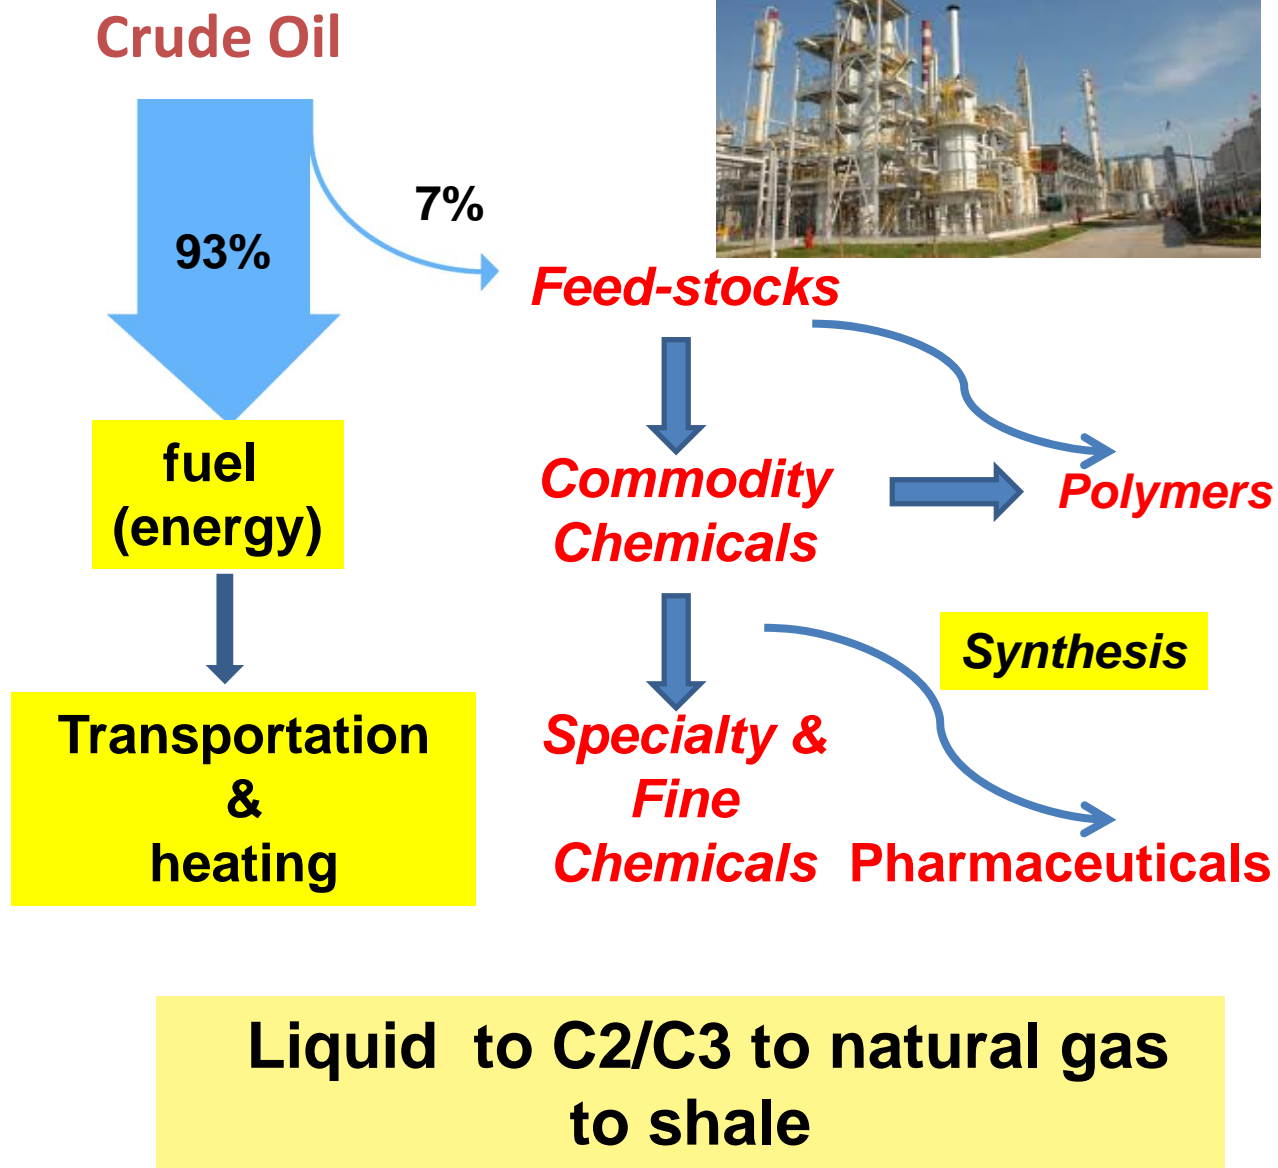 Crude Oil
7%
93%
Feed-stocks
fuel
(energy)
Commodity
Chemicals
Polymers
Synthesis
Transportation
&
heating
Specialty &
Fine
Chemicals
Pharmaceuticals
Liquid  to C2/C3 to natural gas
to shale